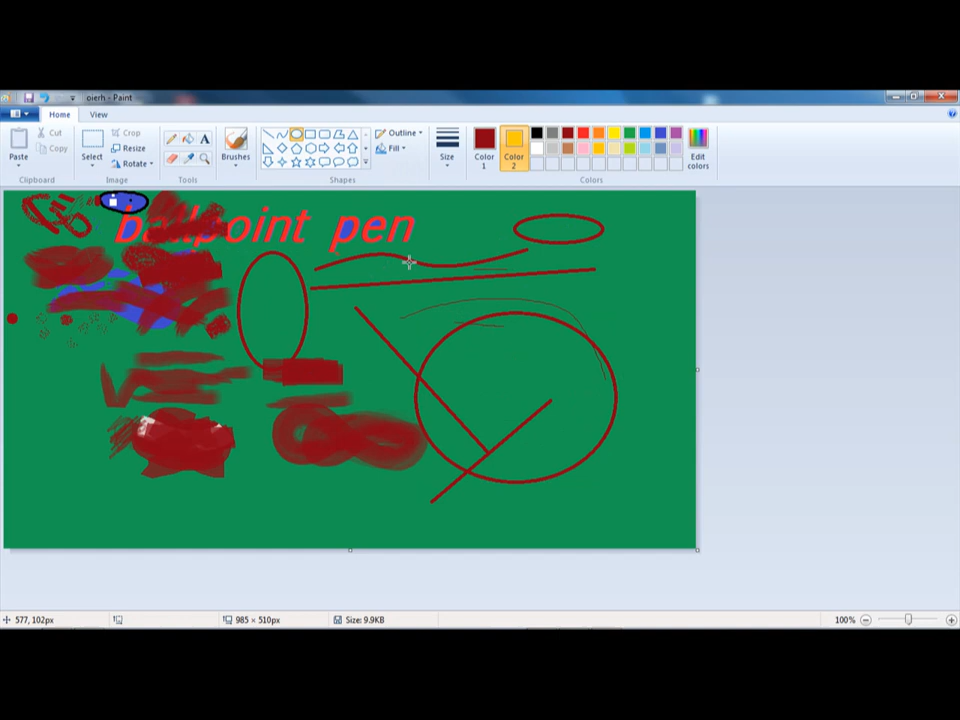 oierh - Paint
Home View
Paste
Cut
Copy
Clipboard
Select
Crop
Resize
Rotate
Image
A
Tools
Brushes
Outline
Fill
Shapes
Size
Color 1
Color 2
Edit colors
Colors
ballpoint pen
577, 102px
985 × 510px
Size: 9.9KB
100%